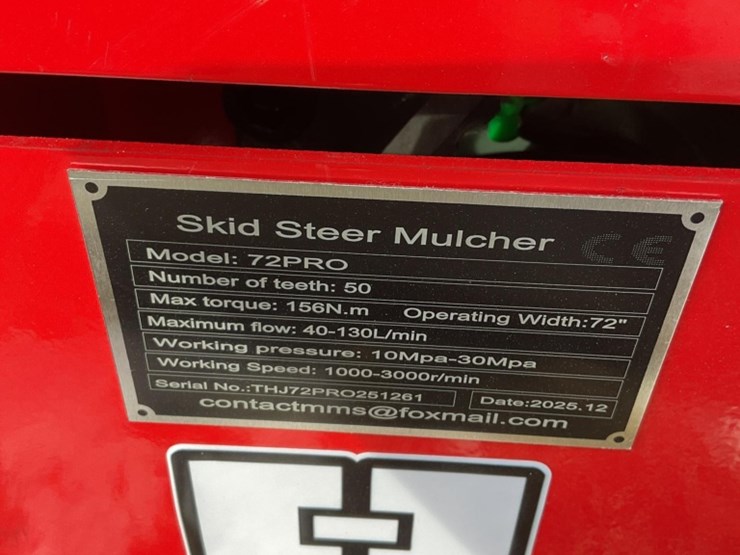 Skid Steer Mulcher CE
Model: 72PRO
Number of teeth: 50
Max torque: 156N.m Operating Width:72"
Maximum flow: 40-130L/min
Working pressure: 10Mpa-30Mpa
Working Speed: 1000-3000r/min
Serial No.:THJ72PRO251261 Date:2025.12
contactmms@foxmail.com